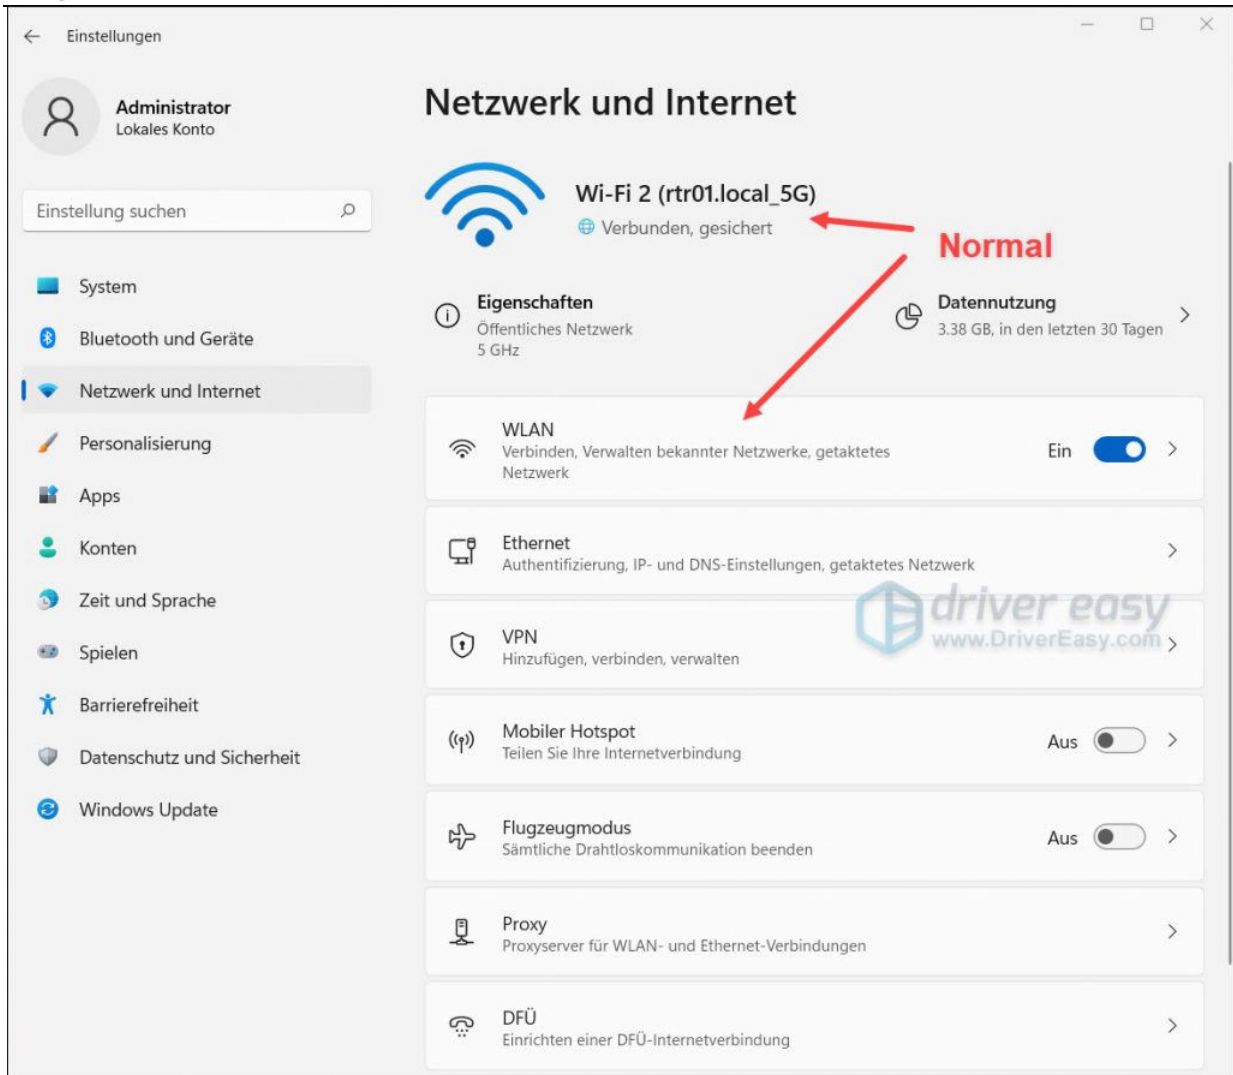 Einstellungen
Administrator
Lokales Konto
Einstellung suchen
System
Bluetooth und Geräte
Netzwerk und Internet
Personalisierung
Apps
Konten
Zeit und Sprache
Spielen
Barrierefreiheit
Datenschutz und Sicherheit
Windows Update
Netzwerk und Internet
Wi-Fi 2 (rtr01.local_5G)
Verbunden, gesichert
Normal
Eigenschaften
Öffentliches Netzwerk
5 GHz
Datennutzung
3.38 GB, in den letzten 30 Tagen
WLAN
Verbinden, Verwalten bekannter Netzwerke, getaktetes
Netzwerk
Ein
Ethernet
Authentifizierung, IP- und DNS-Einstellungen, getaktetes Netzwerk
driver easy
www.DriverEasy.com
VPN
Hinzufügen, verbinden, verwalten
Mobiler Hotspot
Teilen Sie Ihre Internetverbindung
Aus
Flugzeugmodus
Sämtliche Drahtloskommunikation beenden
Aus
Proxy
Proxyserver für WLAN- und Ethernet-Verbindungen
DFÜ
Einrichten einer DFÜ-Internetverbindung